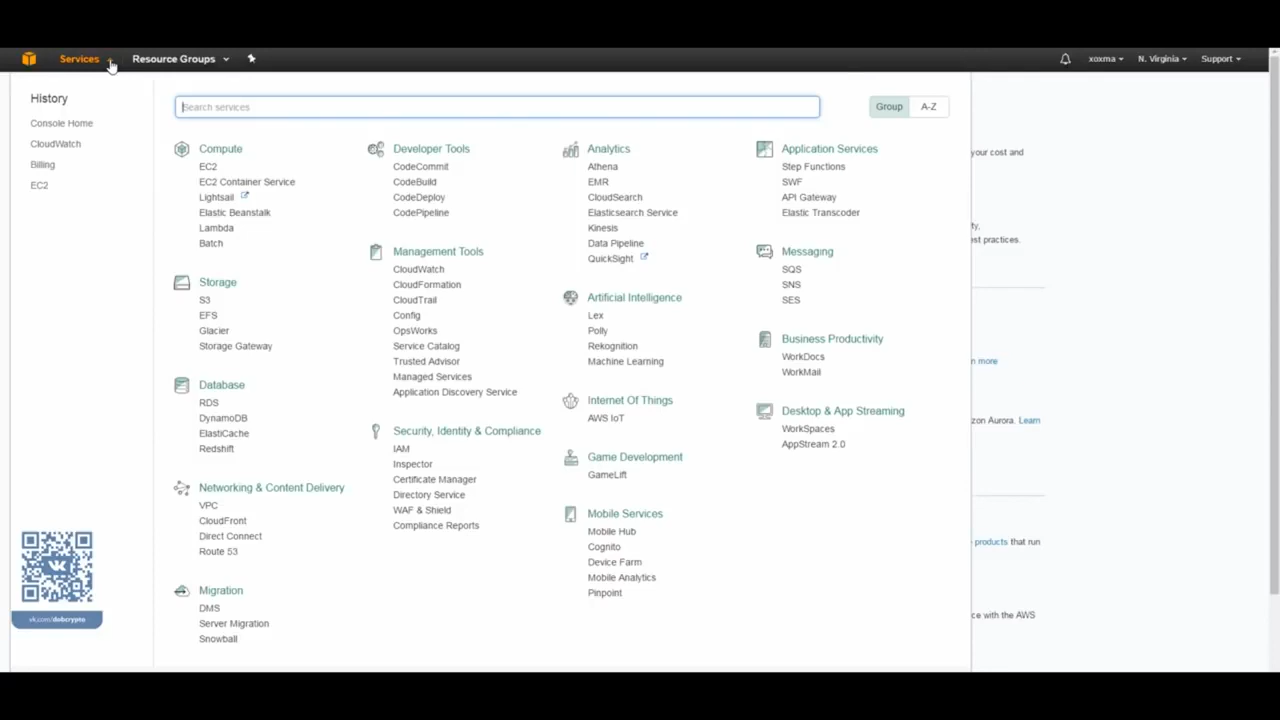 Services
Resource Groups
xoxma
N. Virginia
Support
History
Console Home
CloudWatch
Billing
EC2
Search services
Group
A-Z
Compute
EC2
EC2 Container Service
Lightsail
Elastic Beanstalk
Lambda
Batch
Storage
S3
EFS
Glacier
Storage Gateway
Database
RDS
DynamoDB
ElastiCache
Redshift
Networking & Content Delivery
VPC
CloudFront
Direct Connect
Route 53
Migration
DMS
Server Migration
Snowball
Developer Tools
CodeCommit
CodeBuild
CodeDeploy
CodePipeline
Management Tools
CloudWatch
CloudFormation
CloudTrail
Config
OpsWorks
Service Catalog
Trusted Advisor
Managed Services
Application Discovery Service
Security, Identity & Compliance
IAM
Inspector
Certificate Manager
Directory Service
WAF & Shield
Compliance Reports
Analytics
Athena
EMR
CloudSearch
Elasticsearch Service
Kinesis
Data Pipeline
QuickSight
Artificial Intelligence
Lex
Polly
Rekognition
Machine Learning
Internet Of Things
AWS IoT
Game Development
GameLift
Mobile Services
Mobile Hub
Cognito
Device Farm
Mobile Analytics
Pinpoint
Application Services
Step Functions
SWF
API Gateway
Elastic Transcoder
Messaging
SQS
SNS
SES
Business Productivity
WorkDocs
WorkMail
Desktop & App Streaming
WorkSpaces
AppStream 2.0
your cost and
ty,
est practices.
n more
zon Aurora. Learn
products that run
ce with the AWS
vk.com/dobcrypto